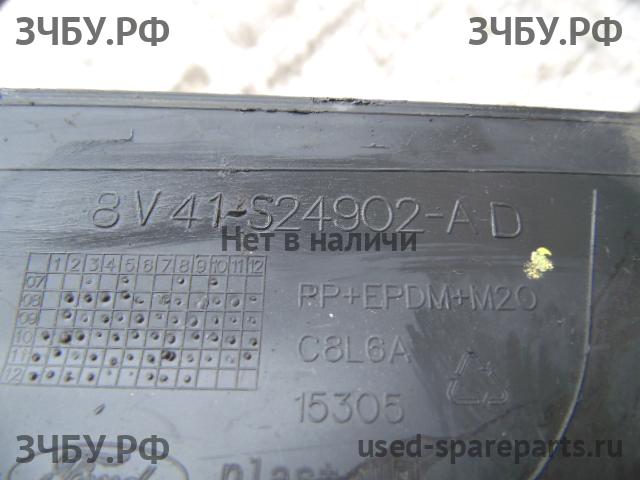 ЗЧБУ.РФ ЗЧБУ.РФ
8V41-S24902-AD
Нет в наличи
1 2 3 4 5 6 7 8 9 10 11 12
07
08
09
10
11
12
PP+EPDM+M20
C8L6A
15305
ЗЧБУ.РФ
used-spareparts.ru
Ford